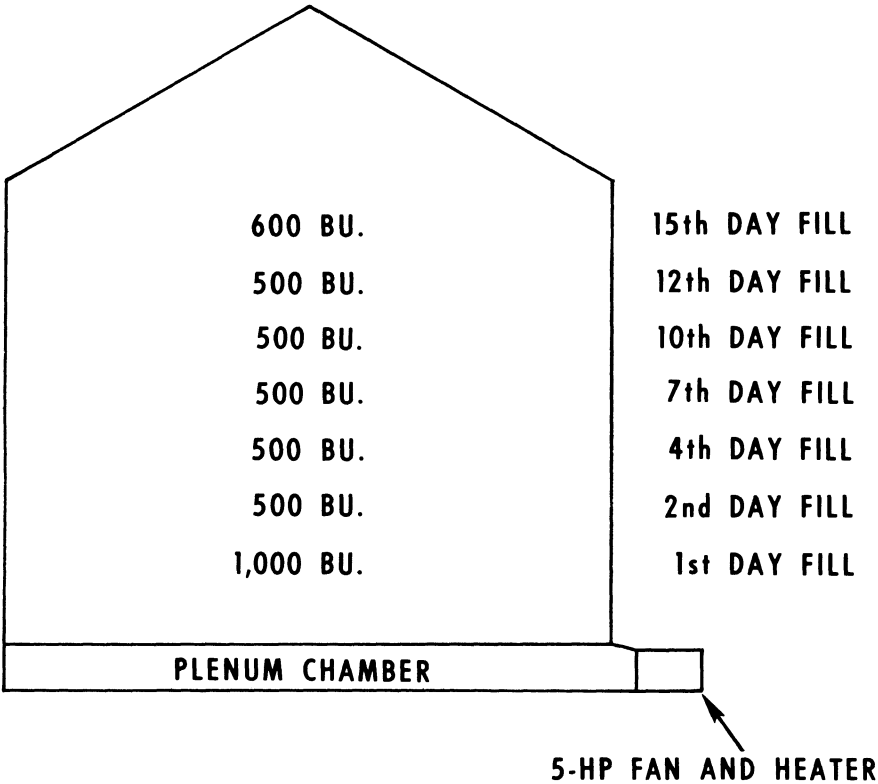 600 BU. 15th DAY FILL
500 BU. 12th DAY FILL
500 BU. 10th DAY FILL
500 BU. 7th DAY FILL
500 BU. 4th DAY FILL
500 BU. 2nd DAY FILL
1,000 BU. 1st DAY FILL
PLENUM CHAMBER
5-HP FAN AND HEATER